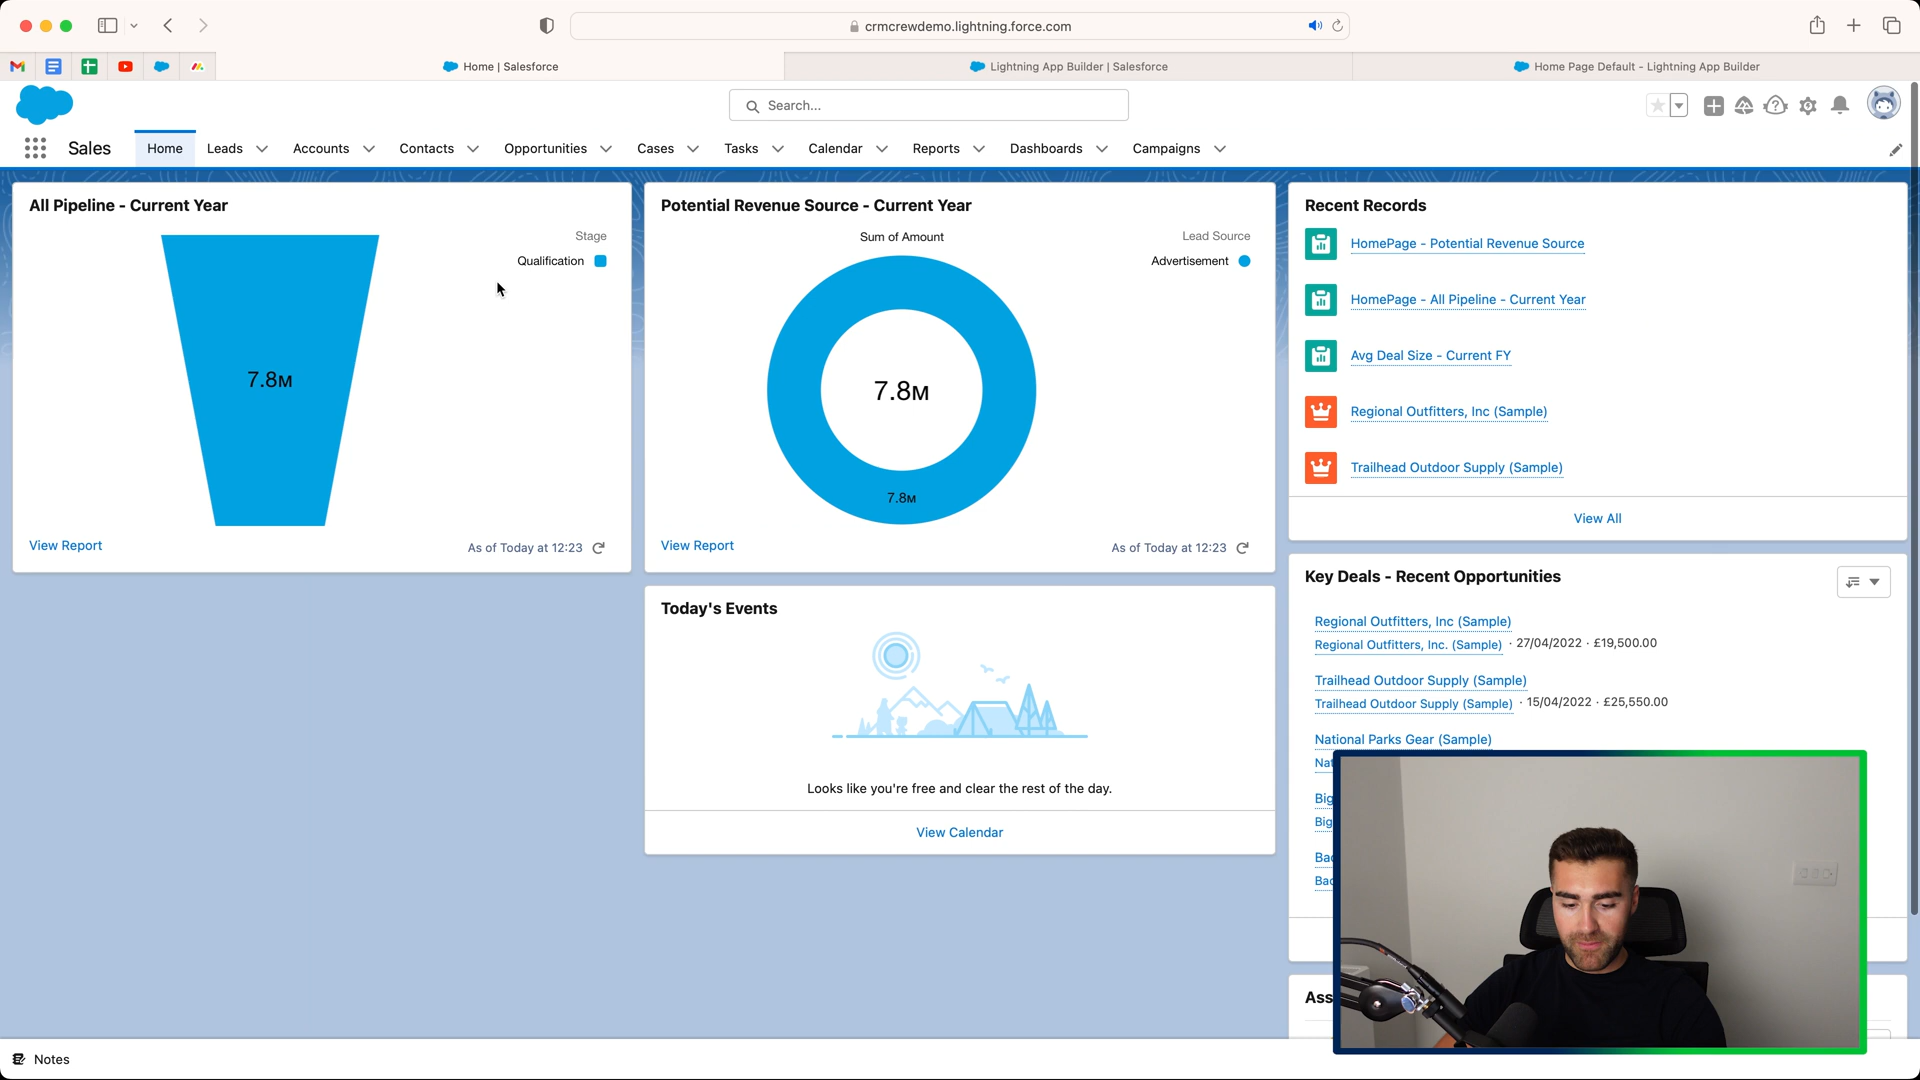 crmcrewdemo.lightning.force.com
Home | Salesforce
Lightning App Builder | Salesforce
Home Page Default - Lightning App Builder
Search...
Sales
Home
Leads
Accounts
Contacts
Opportunities
Cases
Tasks
Calendar
Reports
Dashboards
Campaigns
All Pipeline - Current Year
Stage
Qualification
7.8M
View Report
As of Today at 12:23
Potential Revenue Source - Current Year
Sum of Amount
Lead Source
Advertisement
7.8M
7.8M
View Report
As of Today at 12:23
Today's Events
Looks like you're free and clear the rest of the day.
View Calendar
Recent Records
HomePage - Potential Revenue Source
HomePage - All Pipeline - Current Year
Avg Deal Size - Current FY
Regional Outfitters, Inc (Sample)
Trailhead Outdoor Supply (Sample)
View All
Key Deals - Recent Opportunities
Regional Outfitters, Inc (Sample)
Regional Outfitters, Inc. (Sample) · 27/04/2022 · £19,500.00
Trailhead Outdoor Supply (Sample)
Trailhead Outdoor Supply (Sample) · 15/04/2022 · £25,550.00
National Parks Gear (Sample)
Notes